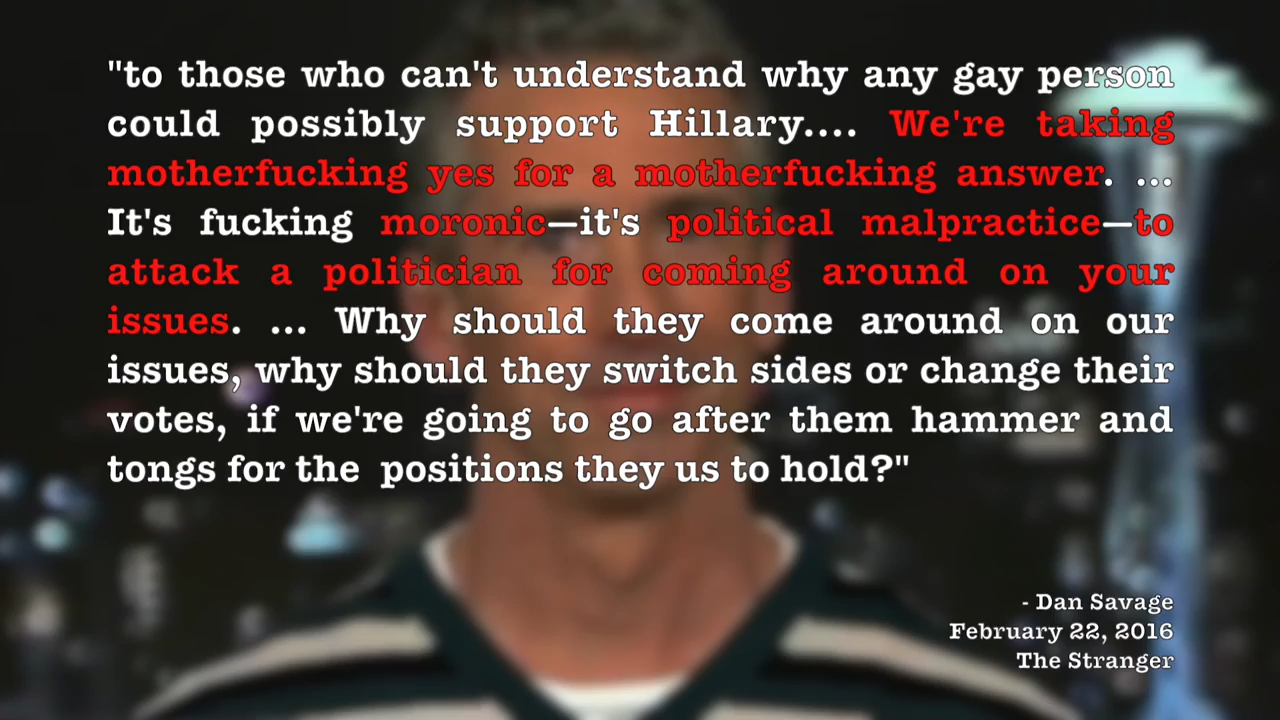 "to those who can't understand why any gay person
could possibly support Hillary.... We're taking
motherfucking yes for a motherfucking answer. ...
It's fucking moronic—it's political malpractice—to
attack a politician for coming around on your
issues. ... Why should they come around on our
issues, why should they switch sides or change their
votes, if we're going to go after them hammer and
tongs for the positions they us to hold?"
- Dan Savage
February 22, 2016
The Stranger